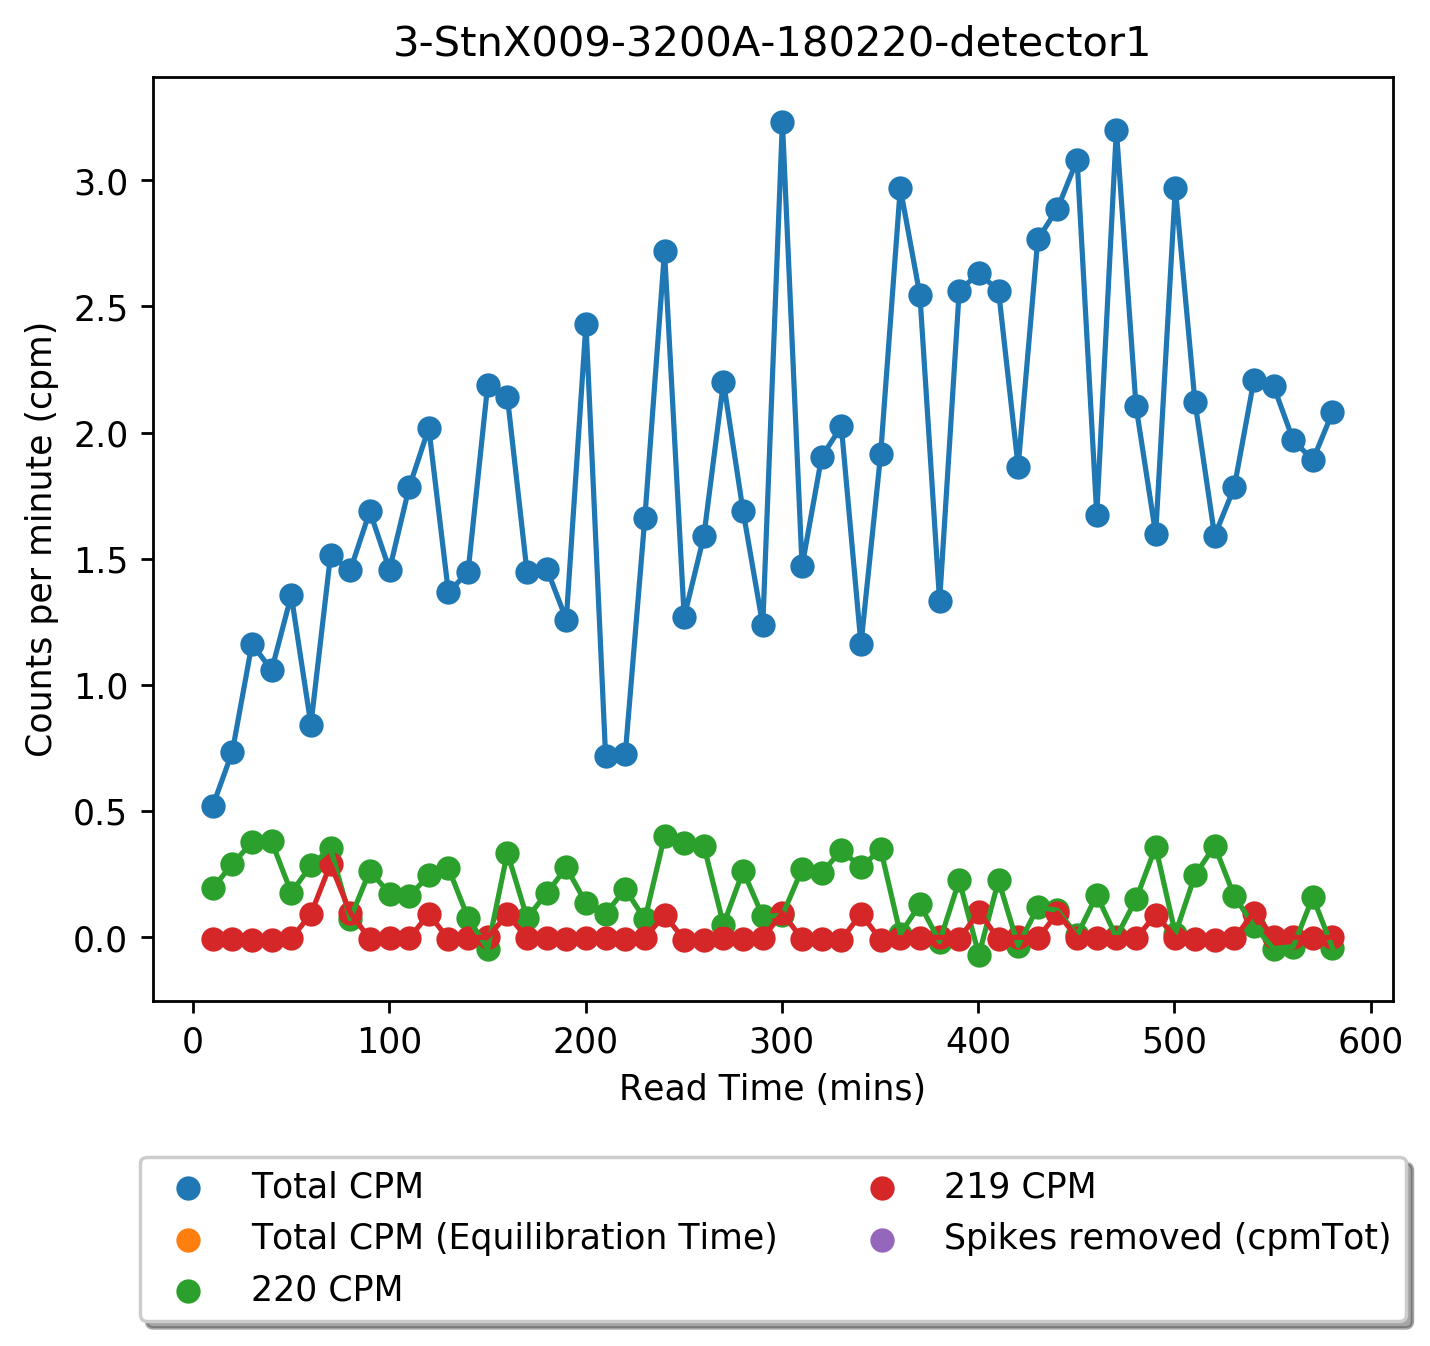 3-StnX009-3200A-180220-detector1
Counts per minute (cpm)
3.0
2.5
2.0
1.5
1.0
0.5
0.0
0 100 200 300 400 500 600
Read Time (mins)
Total CPM
Total CPM (Equilibration Time)
220 CPM
219 CPM
Spikes removed (cpmTot)